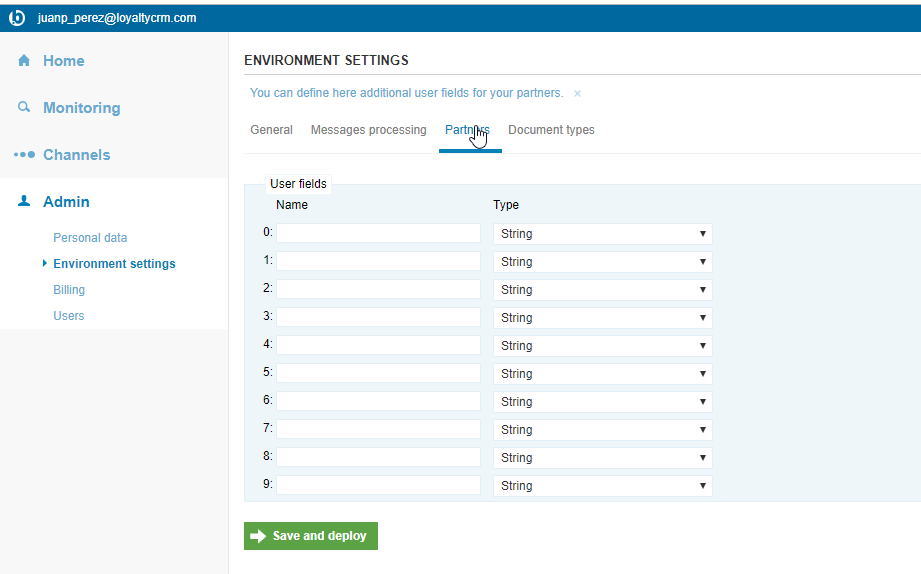 juanp_perez@loyaltycrm.com
Home
Monitoring
Channels
Admin
Personal data
Environment settings
Billing
Users
ENVIRONMENT SETTINGS
You can define here additional user fields for your partners. ×
General Messages processing Partners Document types
User fields
Name Type
0: String
1: String
2: String
3: String
4: String
5: String
6: String
7: String
8: String
9: String
Save and deploy